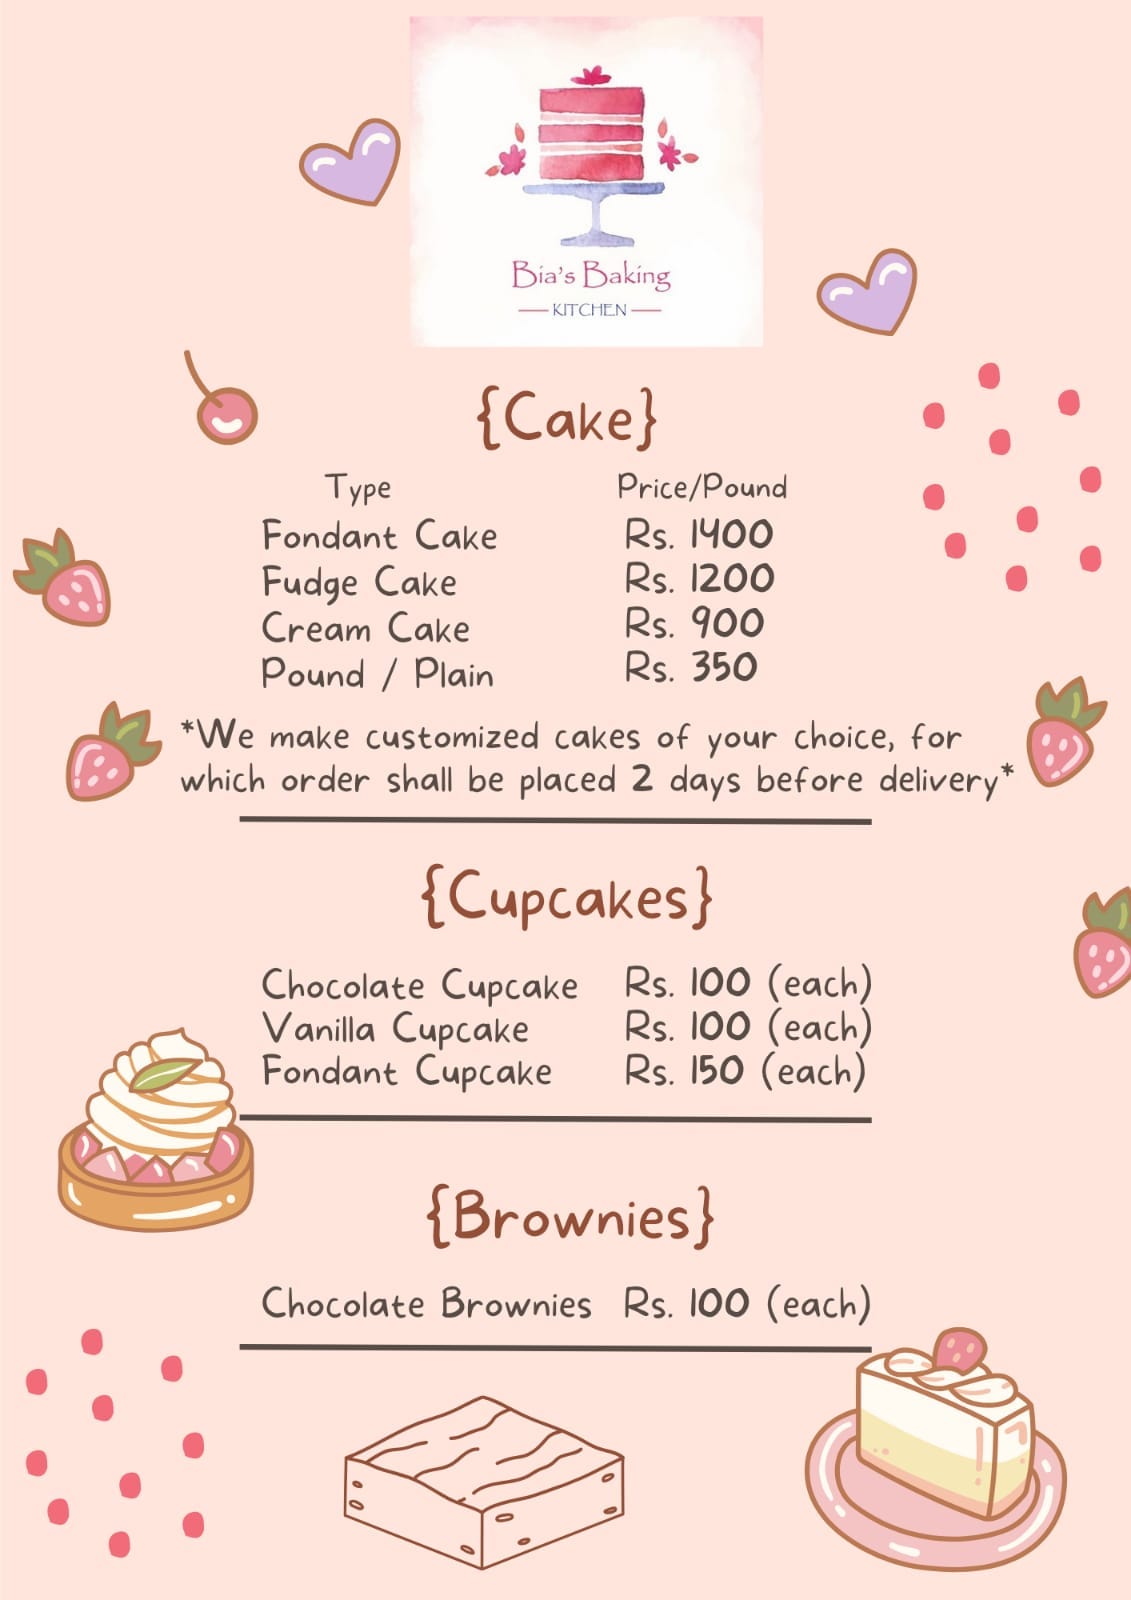 Bia's Baking
KITCHEN
{Cake}
Type Price/Pound
Fondant Cake Rs. 1400
Fudge Cake Rs. 1200
Cream Cake Rs. 900
Pound / Plain Rs. 350
*We make customized cakes of your choice, for
which order shall be placed 2 days before delivery*
{Cupcakes}
Chocolate Cupcake Rs. 100 (each)
Vanilla Cupcake Rs. 100 (each)
Fondant Cupcake Rs. 150 (each)
{Brownies}
Chocolate Brownies Rs. 100 (each)